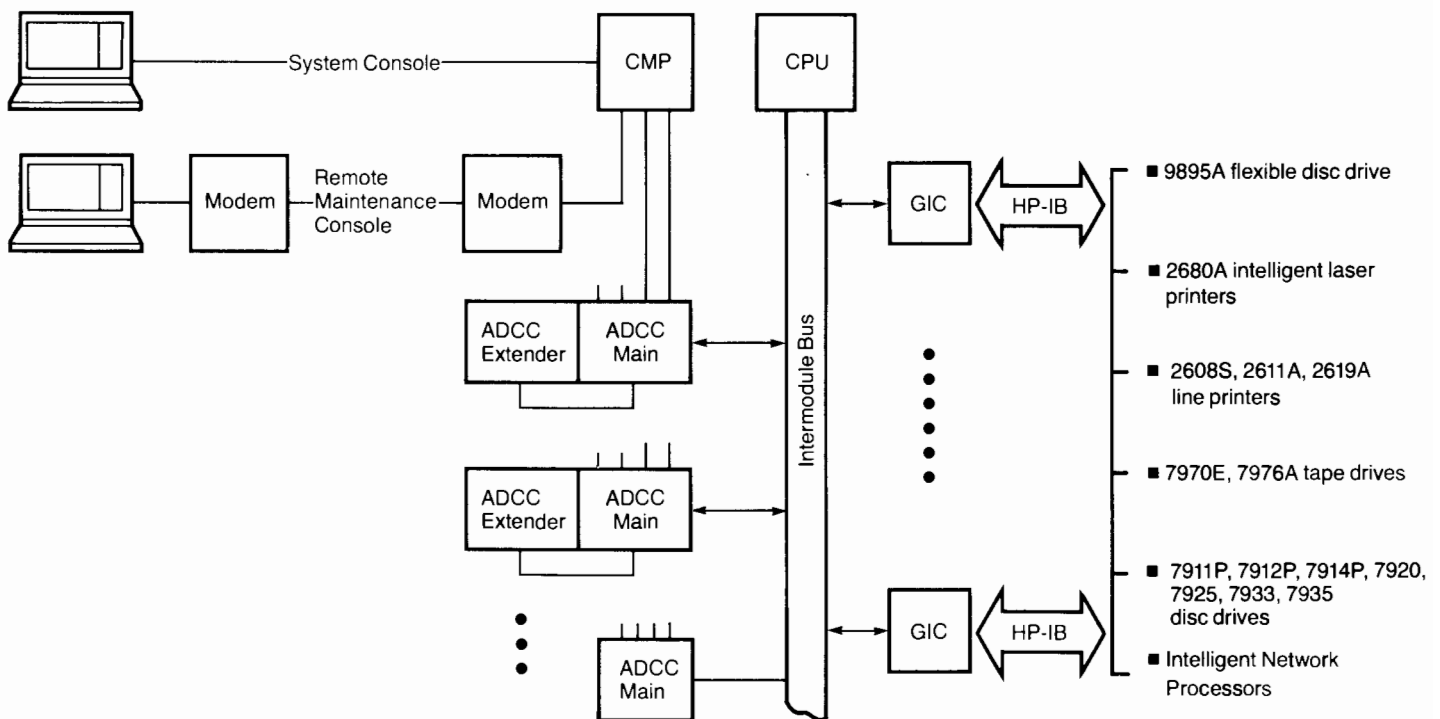 System Console
CMP
CPU
Modem
Remote
Maintenance
Console
Modem
GIC
HP-IB
■ 9895A flexible disc drive
■ 2680A intelligent laser
printers
■ 2608S, 2611A, 2619A
line printers
■ 7970E, 7976A tape drives
■ 7911P, 7912P, 7914P, 7920,
7925, 7933, 7935
disc drives
■ Intelligent Network
Processors
ADCC
Extender
ADCC
Main
Intermodule Bus
ADCC
Extender
ADCC
Main
GIC
HP-IB
ADCC
Main